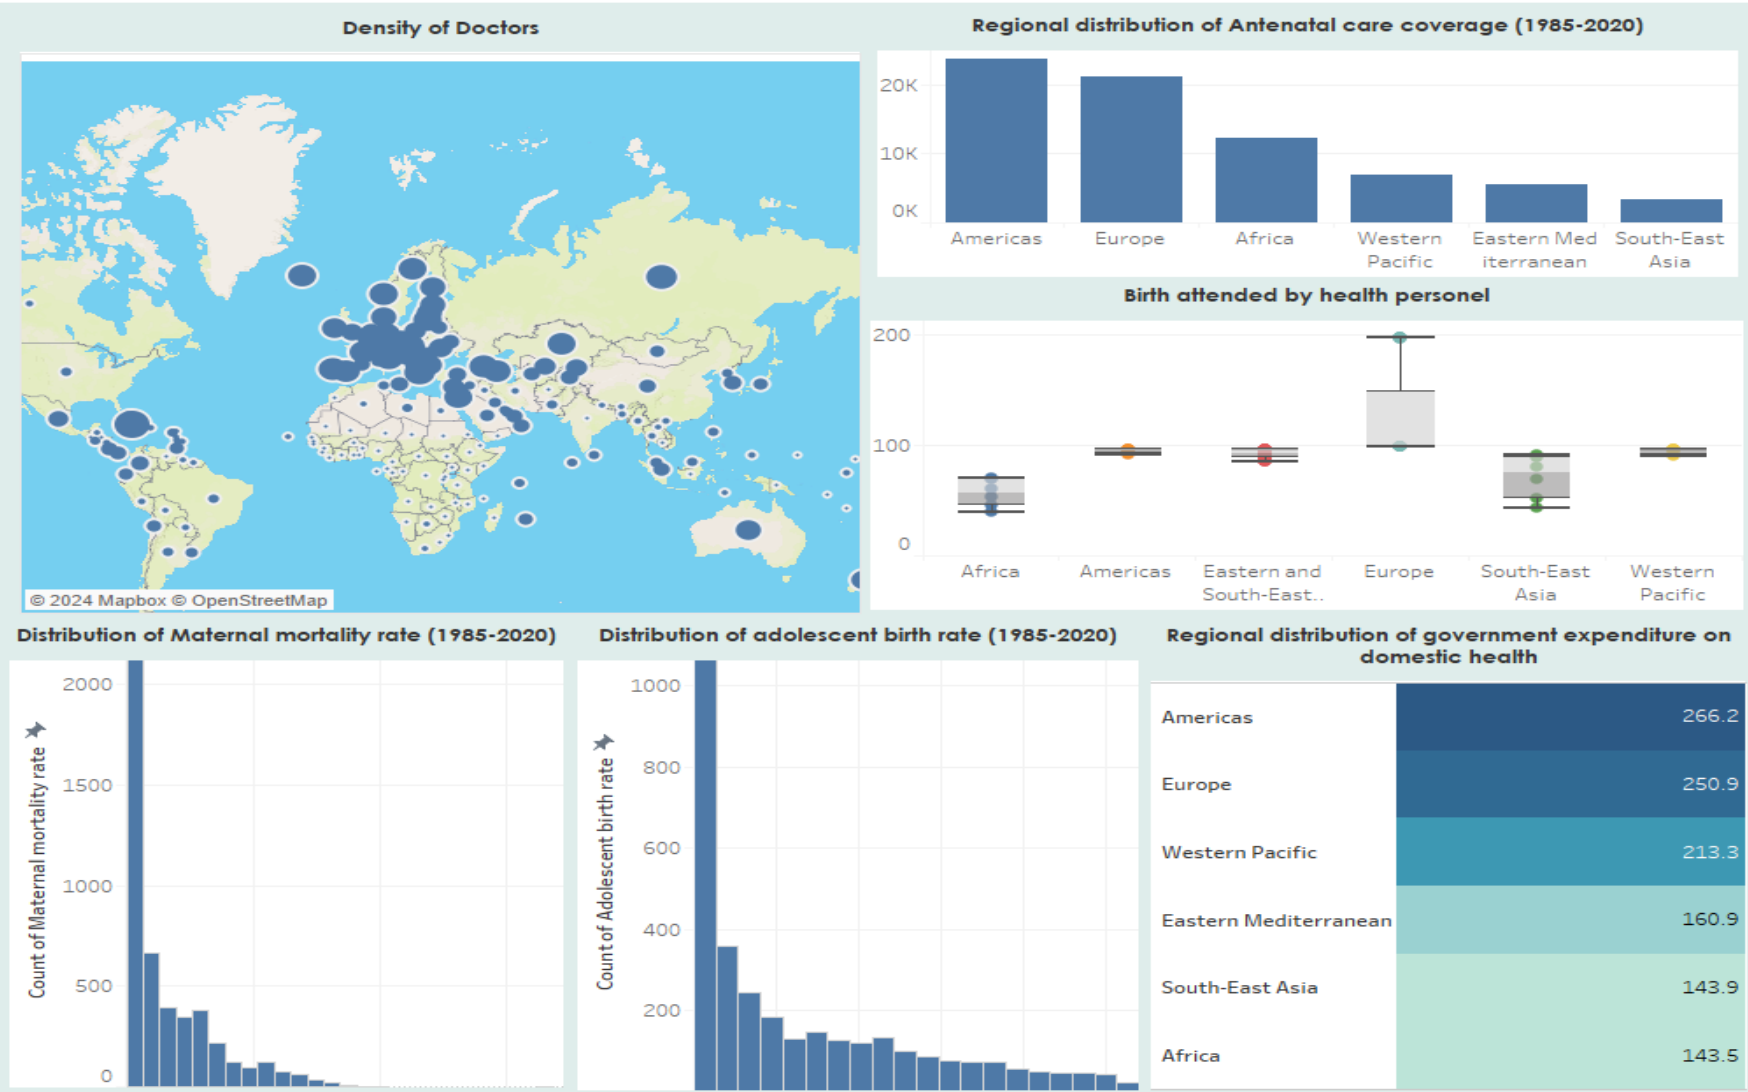 Density of Doctors
© 2024 Mapbox © OpenStreetMap
Regional distribution of Antenatal care coverage (1985-2020)
20K
10K
0K
Americas
Europe
Africa
Western
Pacific
Eastern Med
iterranean
South-East
Asia
Birth attended by health personel
200
100
0
Africa
Americas
Eastern and
South-East..
Europe
South-East
Asia
Western
Pacific
Distribution of Maternal mortality rate (1985-2020)
Count of Maternal mortality rate
2000
1500
1000
500
0
Distribution of adolescent birth rate (1985-2020)
Count of Adolescent birth rate
1000
800
600
400
200
Regional distribution of government expenditure on
domestic health
Americas 266.2
Europe 250.9
Western Pacific 213.3
Eastern Mediterranean 160.9
South-East Asia 143.9
Africa 143.5